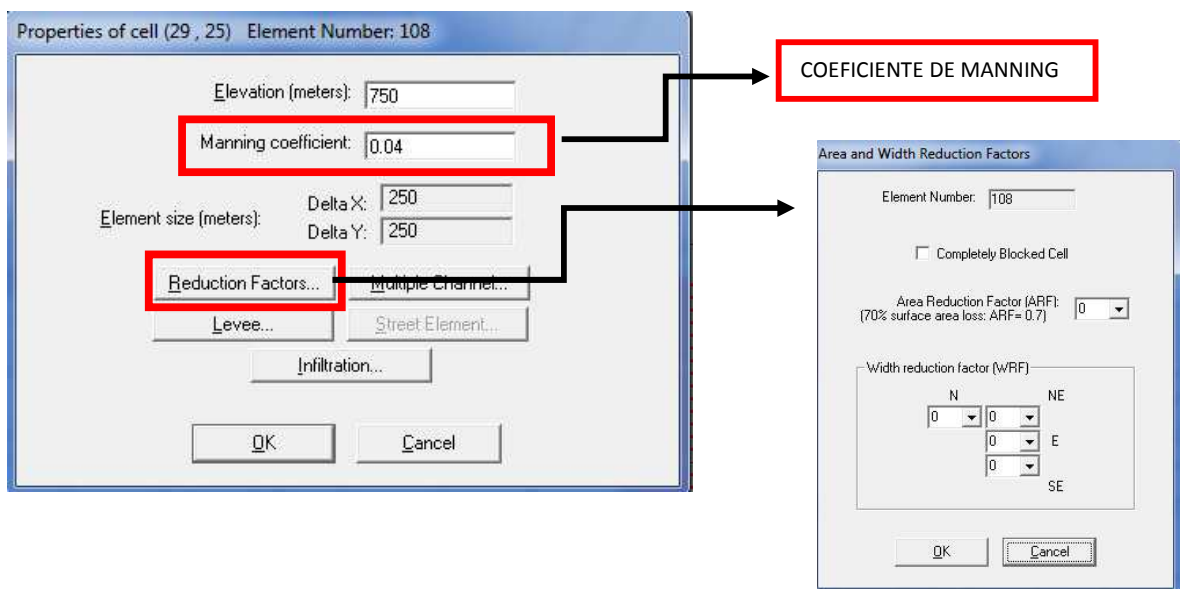 Properties of cell (29 , 25) Element Number: 108
Elevation (meters): 750
Manning coefficient: 0.04
Element size (meters):
Delta X: 250
Delta Y: 250
Reduction Factors... Multiple Channel...
Levee... Street Element...
Infiltration...
OK Cancel
COEFICIENTE DE MANNING
Area and Width Reduction Factors
Element Number: 108
Completely Blocked Cell
Area Reduction Factor (ARF): 0
(70% surface area loss: ARF= 0.7)
Width reduction factor (WRF)
N NE
0 0
0 E
0
SE
OK Cancel